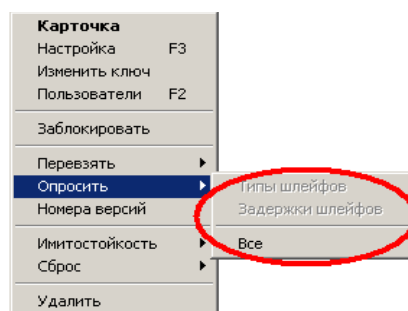 Карточка
Настройка F3
Изменить ключ
Пользователи F2
Заблокировать
Перевзять
Опросить
Номера версий
Имитостойкость
Сброс
Удалить
Типы шлейфов
Задержки шлейфов
Все